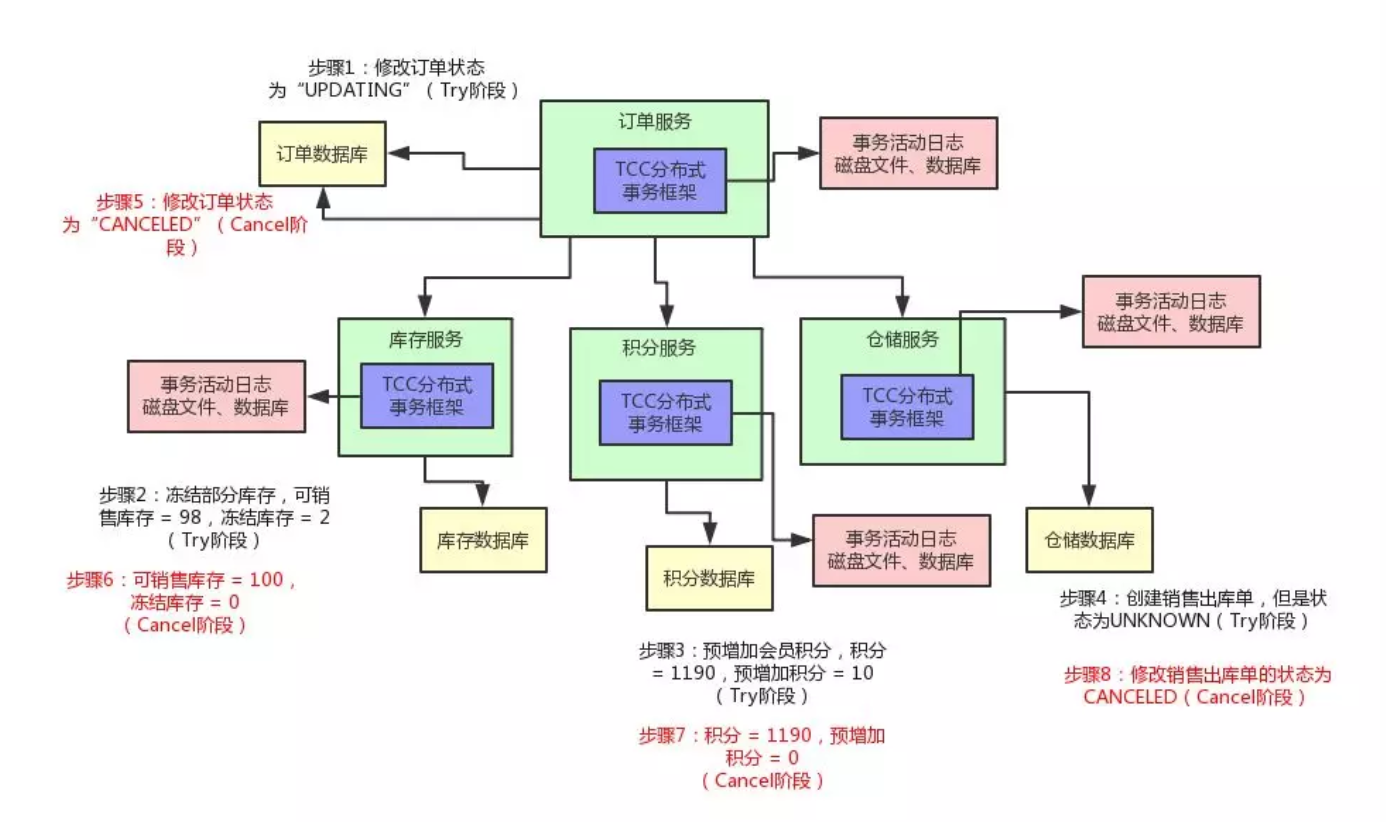 步骤1：修改订单状态
为“UPDATING”（Try阶段）
订单服务
TCC分布式
事务框架
事务活动日志
磁盘文件、数据库
订单数据库
步骤5：修改订单状态
为“CANCELED”（Cancel阶
段）
库存服务
TCC分布式
事务框架
事务活动日志
磁盘文件、数据库
积分服务
TCC分布式
事务框架
仓储服务
TCC分布式
事务框架
事务活动日志
磁盘文件、数据库
步骤2：冻结部分库存，可销
售库存 = 98，冻结库存 = 2
（Try阶段）
库存数据库
步骤6：可销售库存 = 100，
冻结库存 = 0
（Cancel阶段）
积分数据库
事务活动日志
磁盘文件、数据库
仓储数据库
步骤3：预增加会员积分，积分
= 1190，预增加积分 = 10
（Try阶段）
步骤7：积分 = 1190，预增加
积分 = 0
（Cancel阶段）
步骤4：创建销售出库单，但是状
态为UNKNOWN（Try阶段）
步骤8：修改销售出库单的状态为
CANCELED（Cancel阶段）